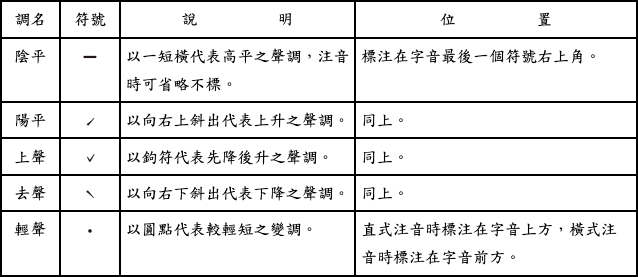 調名 符號 說明 位置
陰平 ー 以一短橫代表高平之聲調，注音時可省略不標。 標注在字音最後一個符號右上角。
陽平 ˊ 以向右上斜出代表上升之聲調。 同上。
上聲 ˇ 以鉤符代表先降後升之聲調。 同上。
去聲 ˋ 以向右下斜出代表下降之聲調。 同上。
輕聲 ˙ 以圓點代表較輕短之變調。 直式注音時標注在字音上方，橫式注音時標注在字音前方。